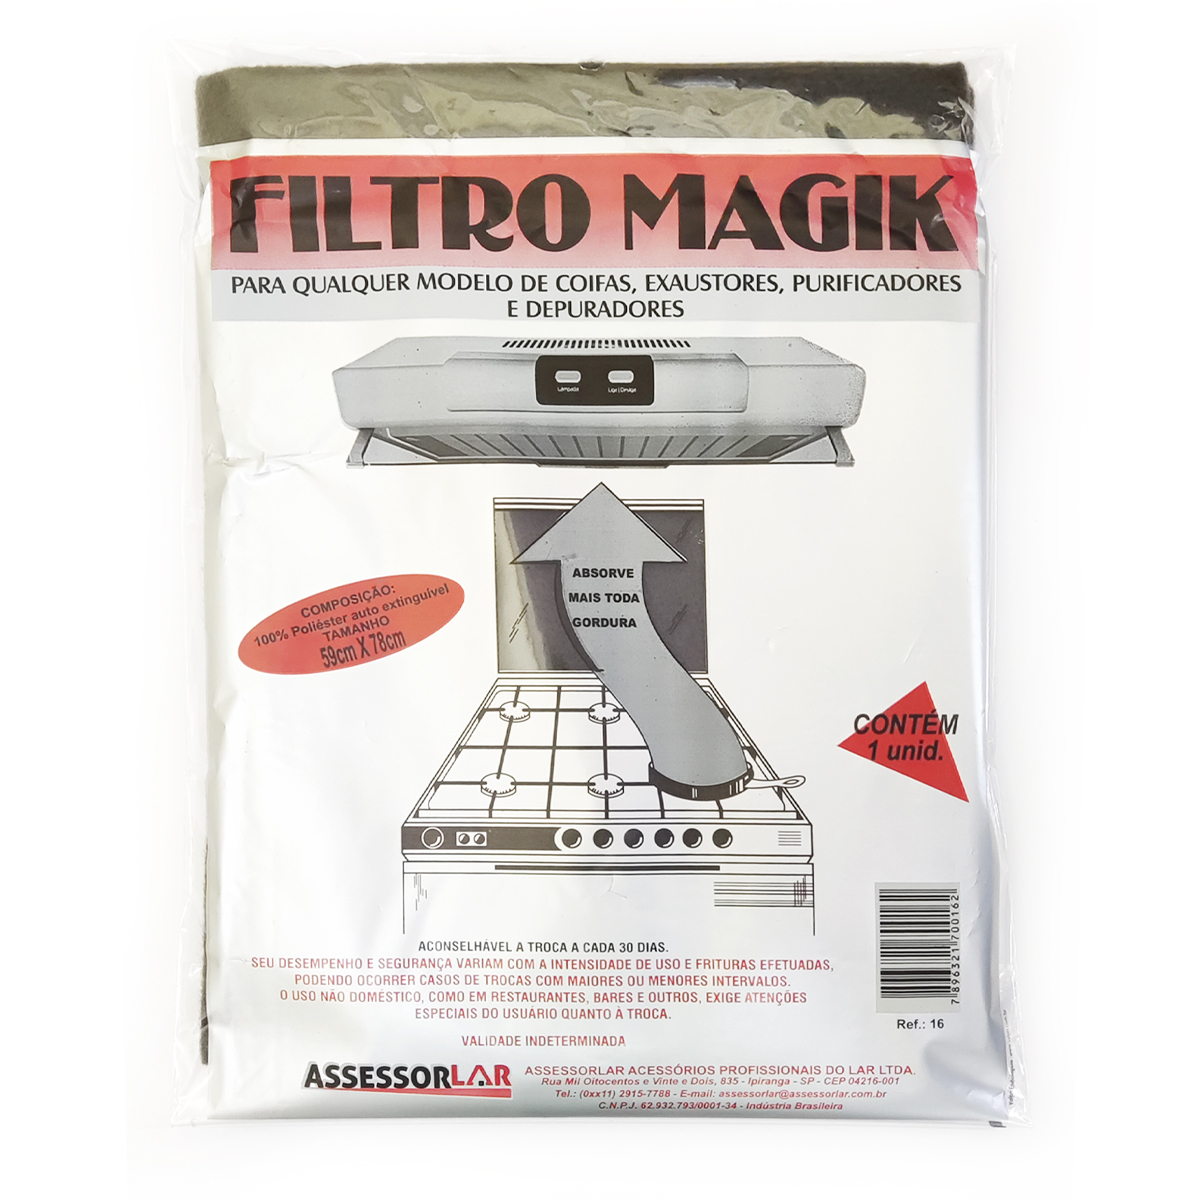 FILTRO MAGIK
PARA QUALQUER MODELO DE COIFAS, EXAUSTORES, PURIFICADORES
E DEPURADORES
Lâmpada
Liga | Desliga
ABSORVE
MAIS TODA
GORDURA
COMPOSIÇÃO:
100% Poliéster auto extinguível
TAMANHO
59cm X 78cm
CONTÉM
1 unid.
7 896321 700162
Ref.: 16
ACONSELHÁVEL A TROCA A CADA 30 DIAS.
SEU DESEMPENHO E SEGURANÇA VARIAM COM A INTENSIDADE DE USO E FRITURAS EFETUADAS,
PODENDO OCORRER CASOS DE TROCAS COM MAIORES OU MENORES INTERVALOS.
O USO NÃO DOMÉSTICO, COMO EM RESTAURANTES, BARES E OUTROS, EXIGE ATENÇÕES
ESPECIAIS DO USUÁRIO QUANTO À TROCA.
VALIDADE INDETERMINADA
ASSESSORLAR
ASSESSORLAR ACESSÓRIOS PROFISSIONAIS DO LAR LTDA.
Rua Mil Oitocentos e Vinte e Dois, 835 - Ipiranga - SP - CEP 04216-001
Tel.: (0xx11) 2915-7788 - E-mail: assessorlar@assessorlar.com.br
C.N.P.J. 62.932.793/0001-34 - Indústria Brasileira